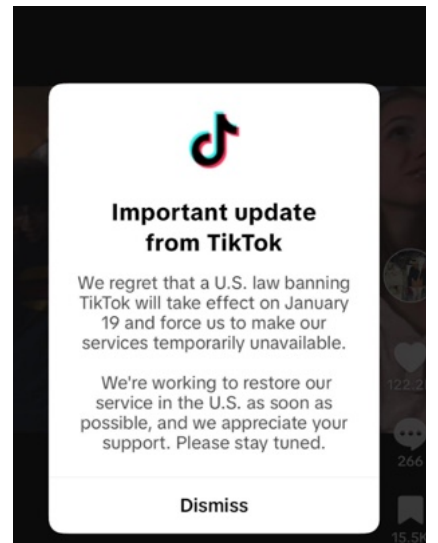 Important update
from TikTok
We regret that a U.S. law banning
TikTok will take effect on January
19 and force us to make our
services temporarily unavailable.
We're working to restore our
service in the U.S. as soon as
possible, and we appreciate your
support. Please stay tuned.
Dismiss
266
15.5K